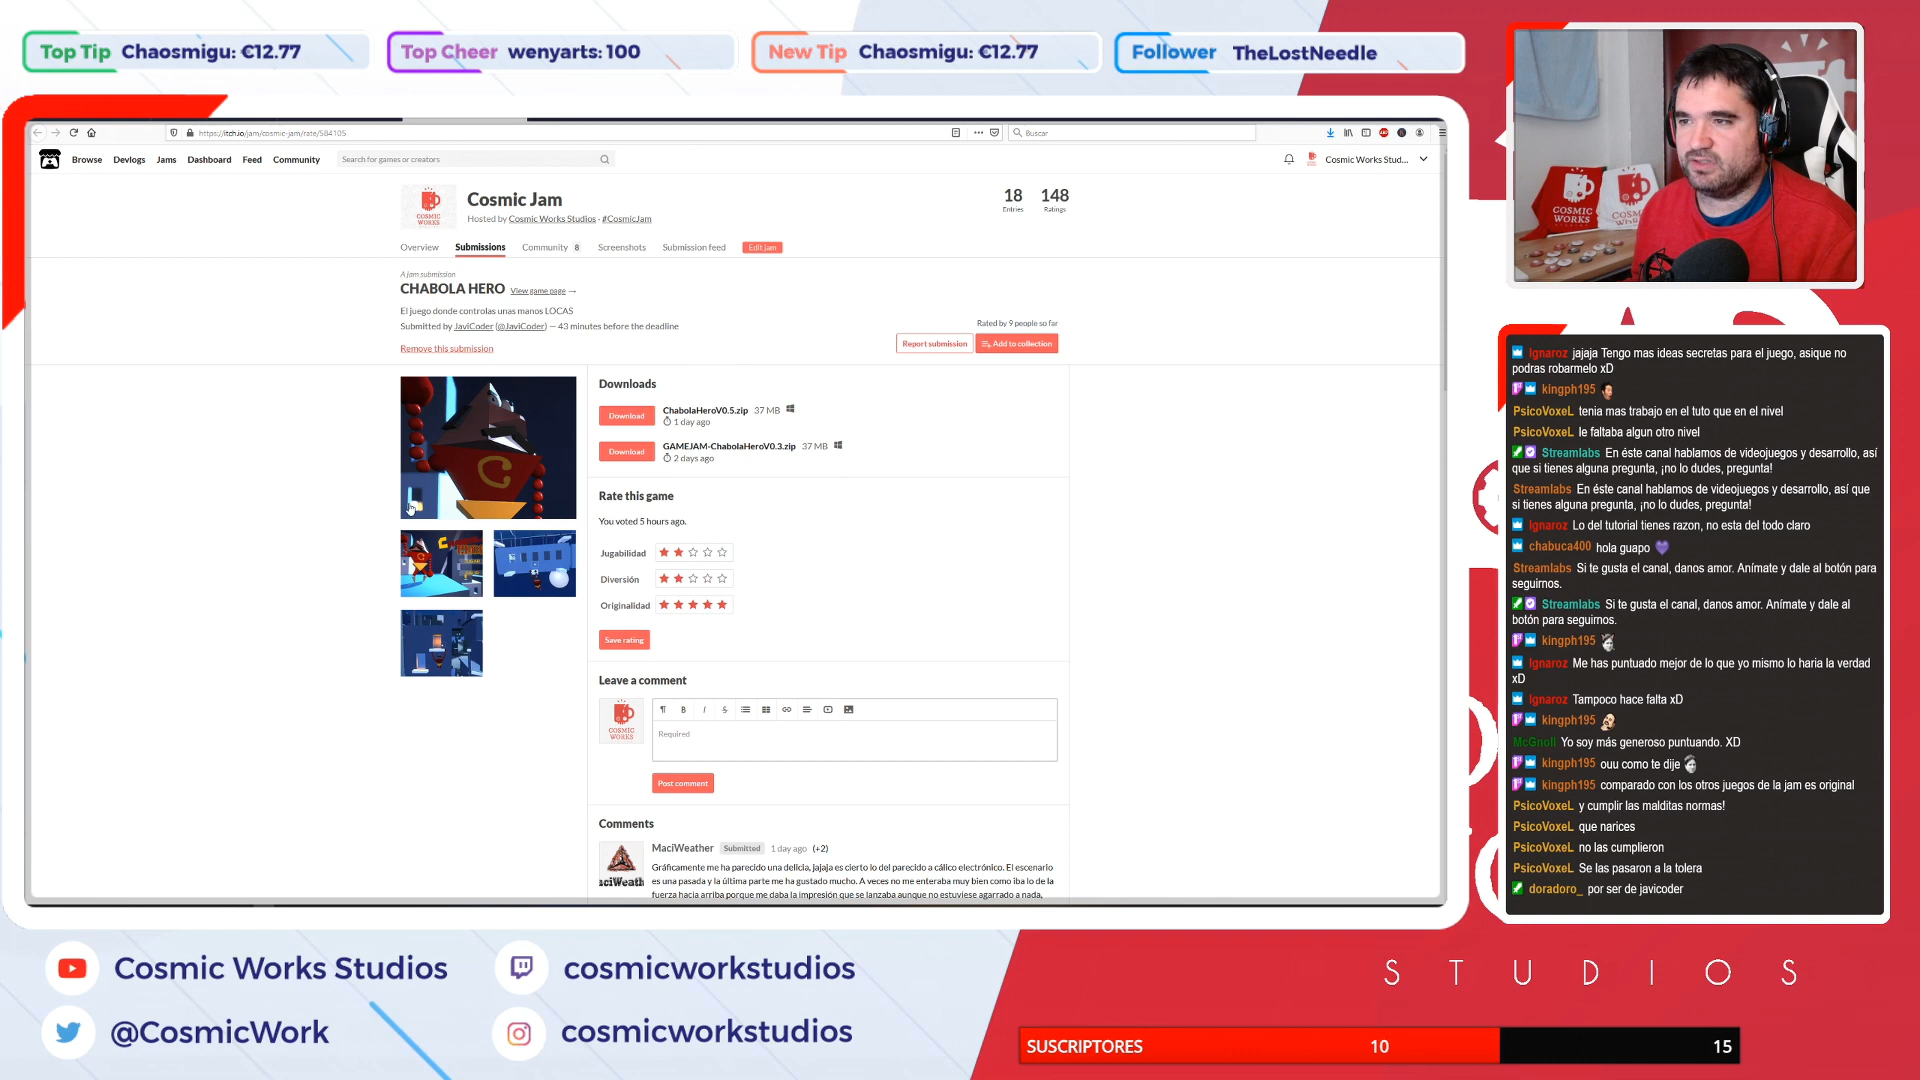 Top Tip Chaosmigu: €12.77
Top Cheer wenyarts: 100
New Tip Chaosmigu: €12.77
Follower TheLostNeedle
https://itch.io/jam/cosmic-jam/rate/584105
Buscar
Browse Devlogs Jams Dashboard Feed Community
Search for games or creators
Cosmic Works Stud...
COSMIC WORKS
Cosmic Jam
Hosted by Cosmic Works Studios · #CosmicJam
18 Entries
148 Ratings
Overview Submissions Community 8 Screenshots Submission feed Edit jam
A jam submission
CHABOLA HERO View game page →
El juego donde controlas unas manos LOCAS
Submitted by JaviCoder (@JaviCoder) — 43 minutes before the deadline
Rated by 9 people so far
Remove this submission
Report submission Add to collection
Downloads
Download ChabolaHeroV0.5.zip 37 MB
1 day ago
Download GAMEJAM-ChabolaHeroV0.3.zip 37 MB
2 days ago
Rate this game
You voted 5 hours ago.
Jugabilidad
Diversión
Originalidad
Save rating
Leave a comment
COSMIC WORKS
Required
Post comment
Comments
MaciWeather Submitted 1 day ago (+2)
Gráficamente me ha parecido una delicia, jajaja es cierto lo del parecido a cálico electrónico. El escenario
es una pasada y la última parte me ha gustado mucho. A veces no me enteraba muy bien como iba lo de la
fuerza hacia arriba porque me daba la impresión que se lanzaba aunque no estuviese agarrado a nada,
COSMIC WORKS
Ignaroz jajaja Tengo mas ideas secretas para el juego, asique no
podras robarmelo xD
kingph195
PsicoVoxeL tenia mas trabajo en el tuto que en el nivel
PsicoVoxeL le faltaba algun otro nivel
Streamlabs En éste canal hablamos de videojuegos y desarrollo, así
que si tienes alguna pregunta, ¡no lo dudes, pregunta!
Streamlabs En éste canal hablamos de videojuegos y desarrollo, así que
si tienes alguna pregunta, ¡no lo dudes, pregunta!
Ignaroz Lo del tutorial tienes razon, no esta del todo claro
chabuca400 hola guapo
Streamlabs Si te gusta el canal, danos amor. Anímate y dale al botón para
seguirnos.
Streamlabs Si te gusta el canal, danos amor. Anímate y dale al
botón para seguirnos.
kingph195
Ignaroz Me has puntuado mejor de lo que yo mismo lo haria la verdad
xD
Ignaroz Tampoco hace falta xD
kingph195
McGnoll Yo soy más generoso puntuando. XD
kingph195 ouu como te dije
kingph195 comparado con los otros juegos de la jam es original
PsicoVoxeL y cumplir las malditas normas!
PsicoVoxeL que narices
PsicoVoxeL no las cumplieron
PsicoVoxeL Se las pasaron a la tolera
doradoro_ por ser de javicoder
Cosmic Works Studios
cosmicworkstudios
@CosmicWork
cosmicworkstudios
STUDIOS
SUSCRIPTORES 10 15